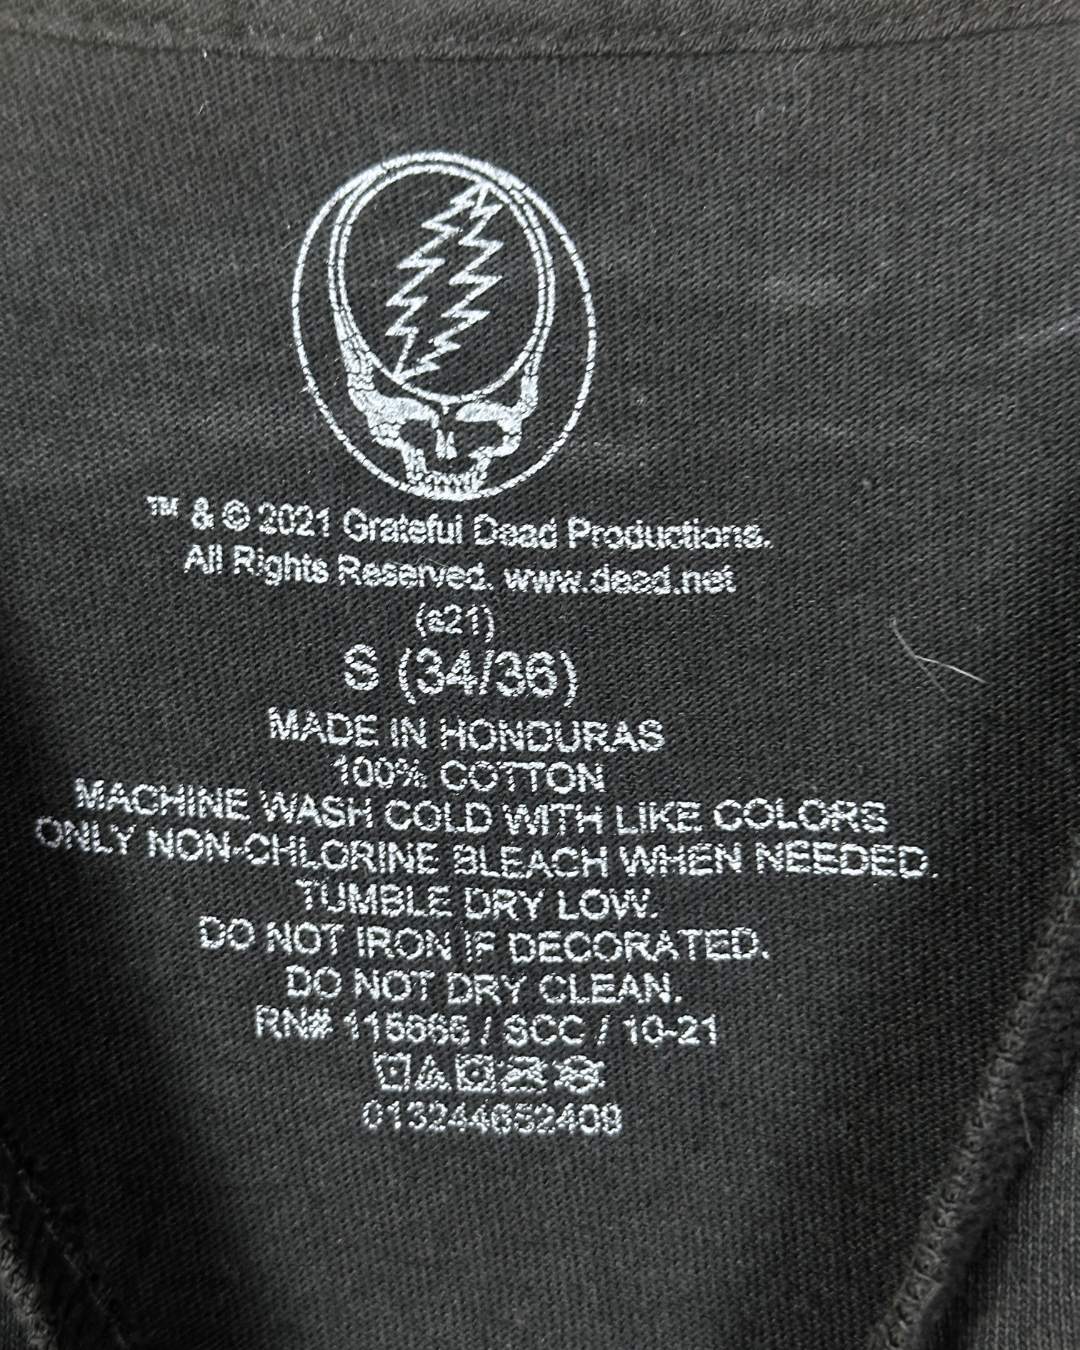 ™ & © 2021 Grateful Dead Productions.
All Rights Reserved. www.dead.net
(s21)
S (34/36)
MADE IN HONDURAS
100% COTTON
MACHINE WASH COLD WITH LIKE COLORS
ONLY NON-CHLORINE BLEACH WHEN NEEDED.
TUMBLE DRY LOW.
DO NOT IRON IF DECORATED.
DO NOT DRY CLEAN.
RN# / SCC / 10-21
013244652409